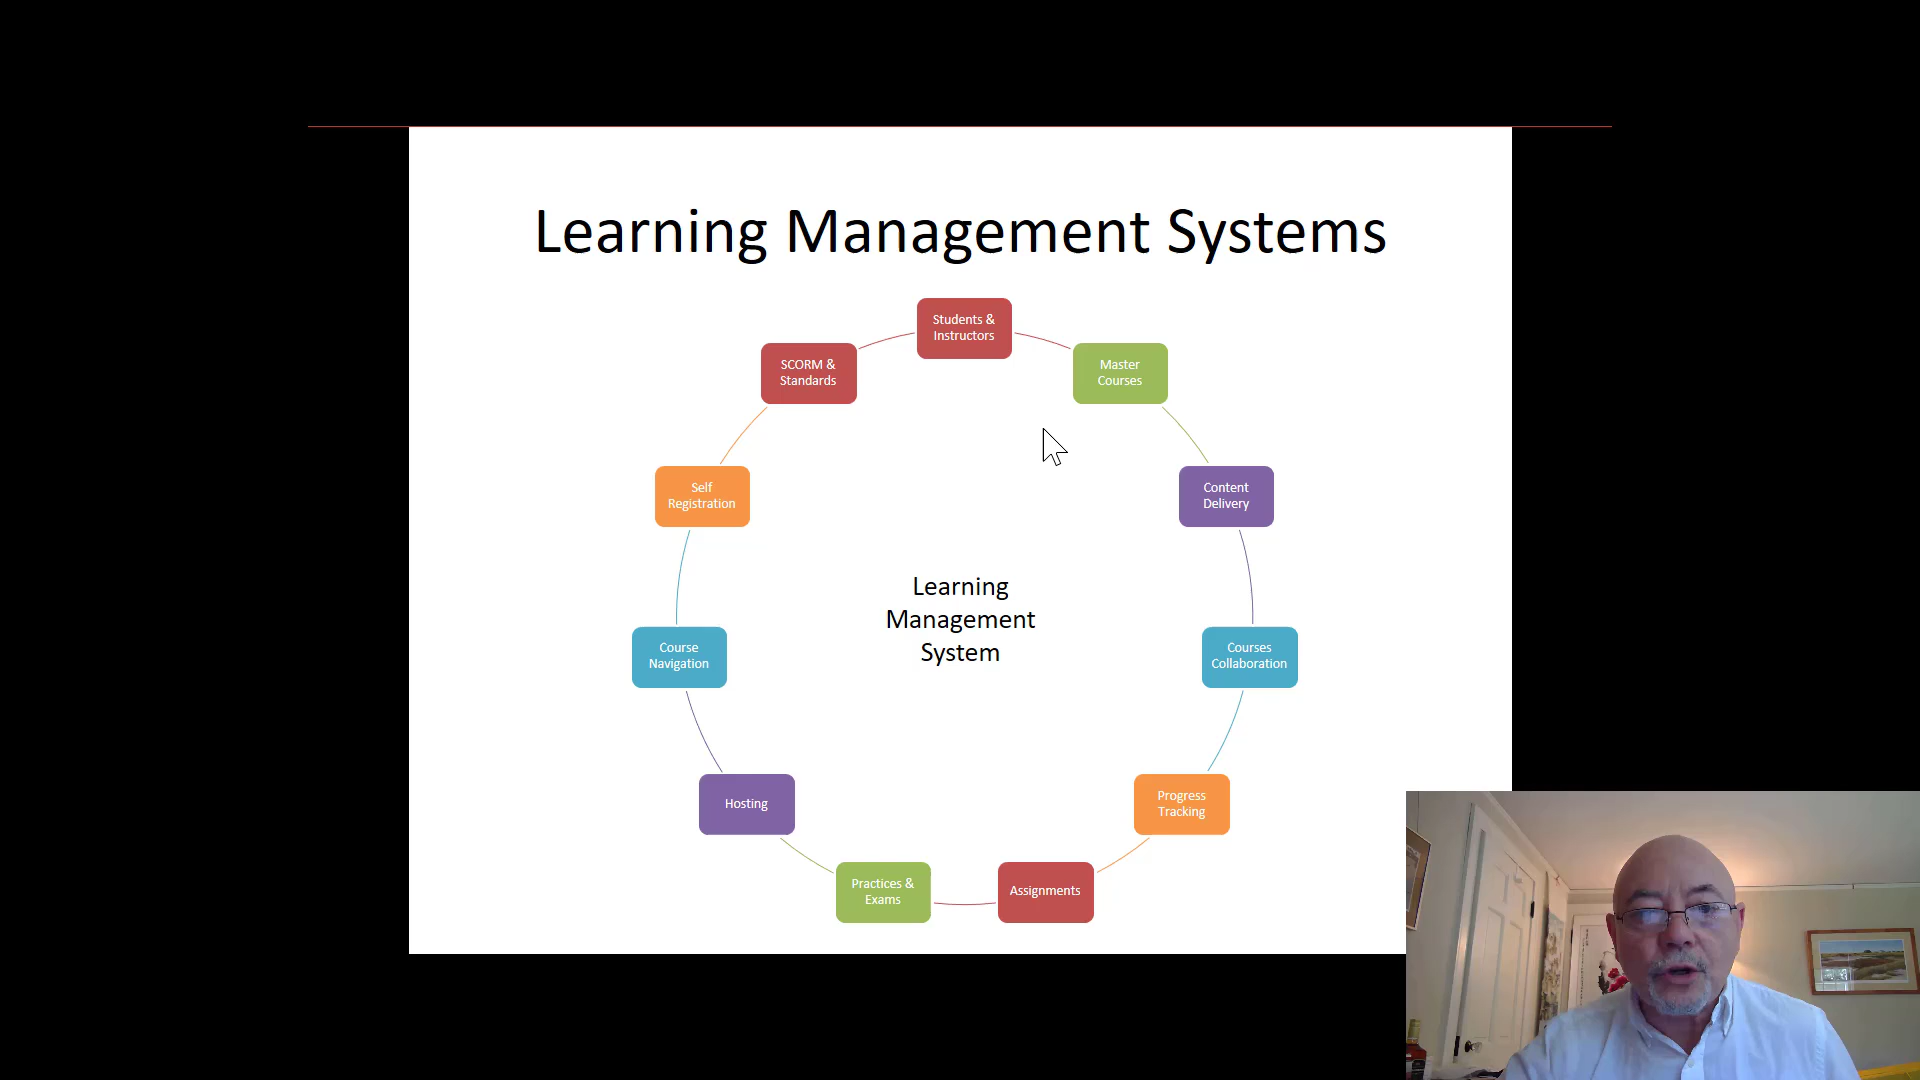 Learning Management Systems
Students &
Instructors
Master
Courses
Content
Delivery
Courses
Collaboration
Progress
Tracking
Assignments
Practices &
Exams
Hosting
Course
Navigation
Self
Registration
SCORM &
Standards
Learning
Management
System